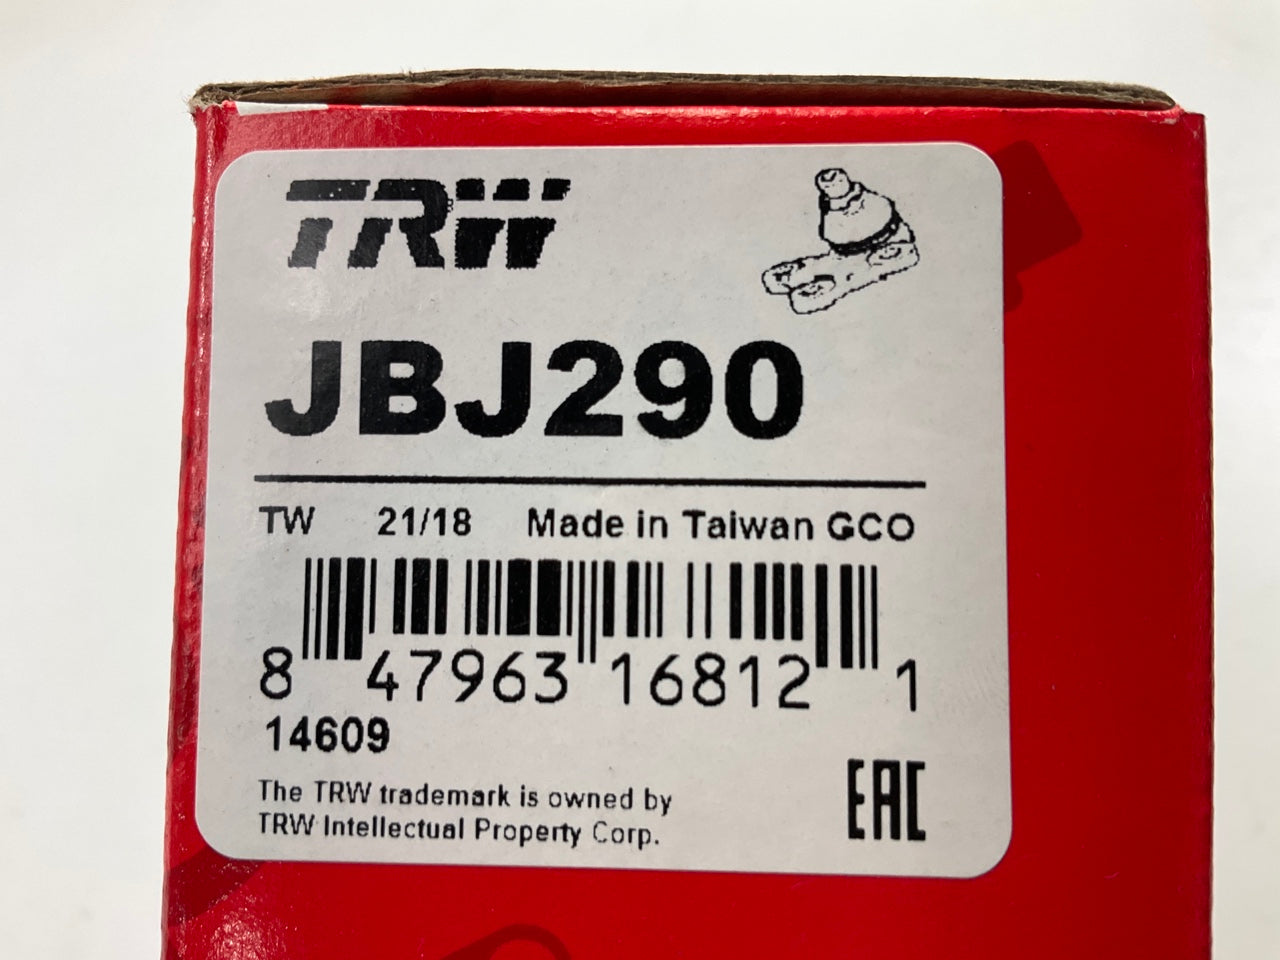 TRW
JBJ290
TW 21/18 Made in Taiwan GCO
8 47963 16812 1
14609
The TRW trademark is owned by
TRW Intellectual Property Corp.
EAC